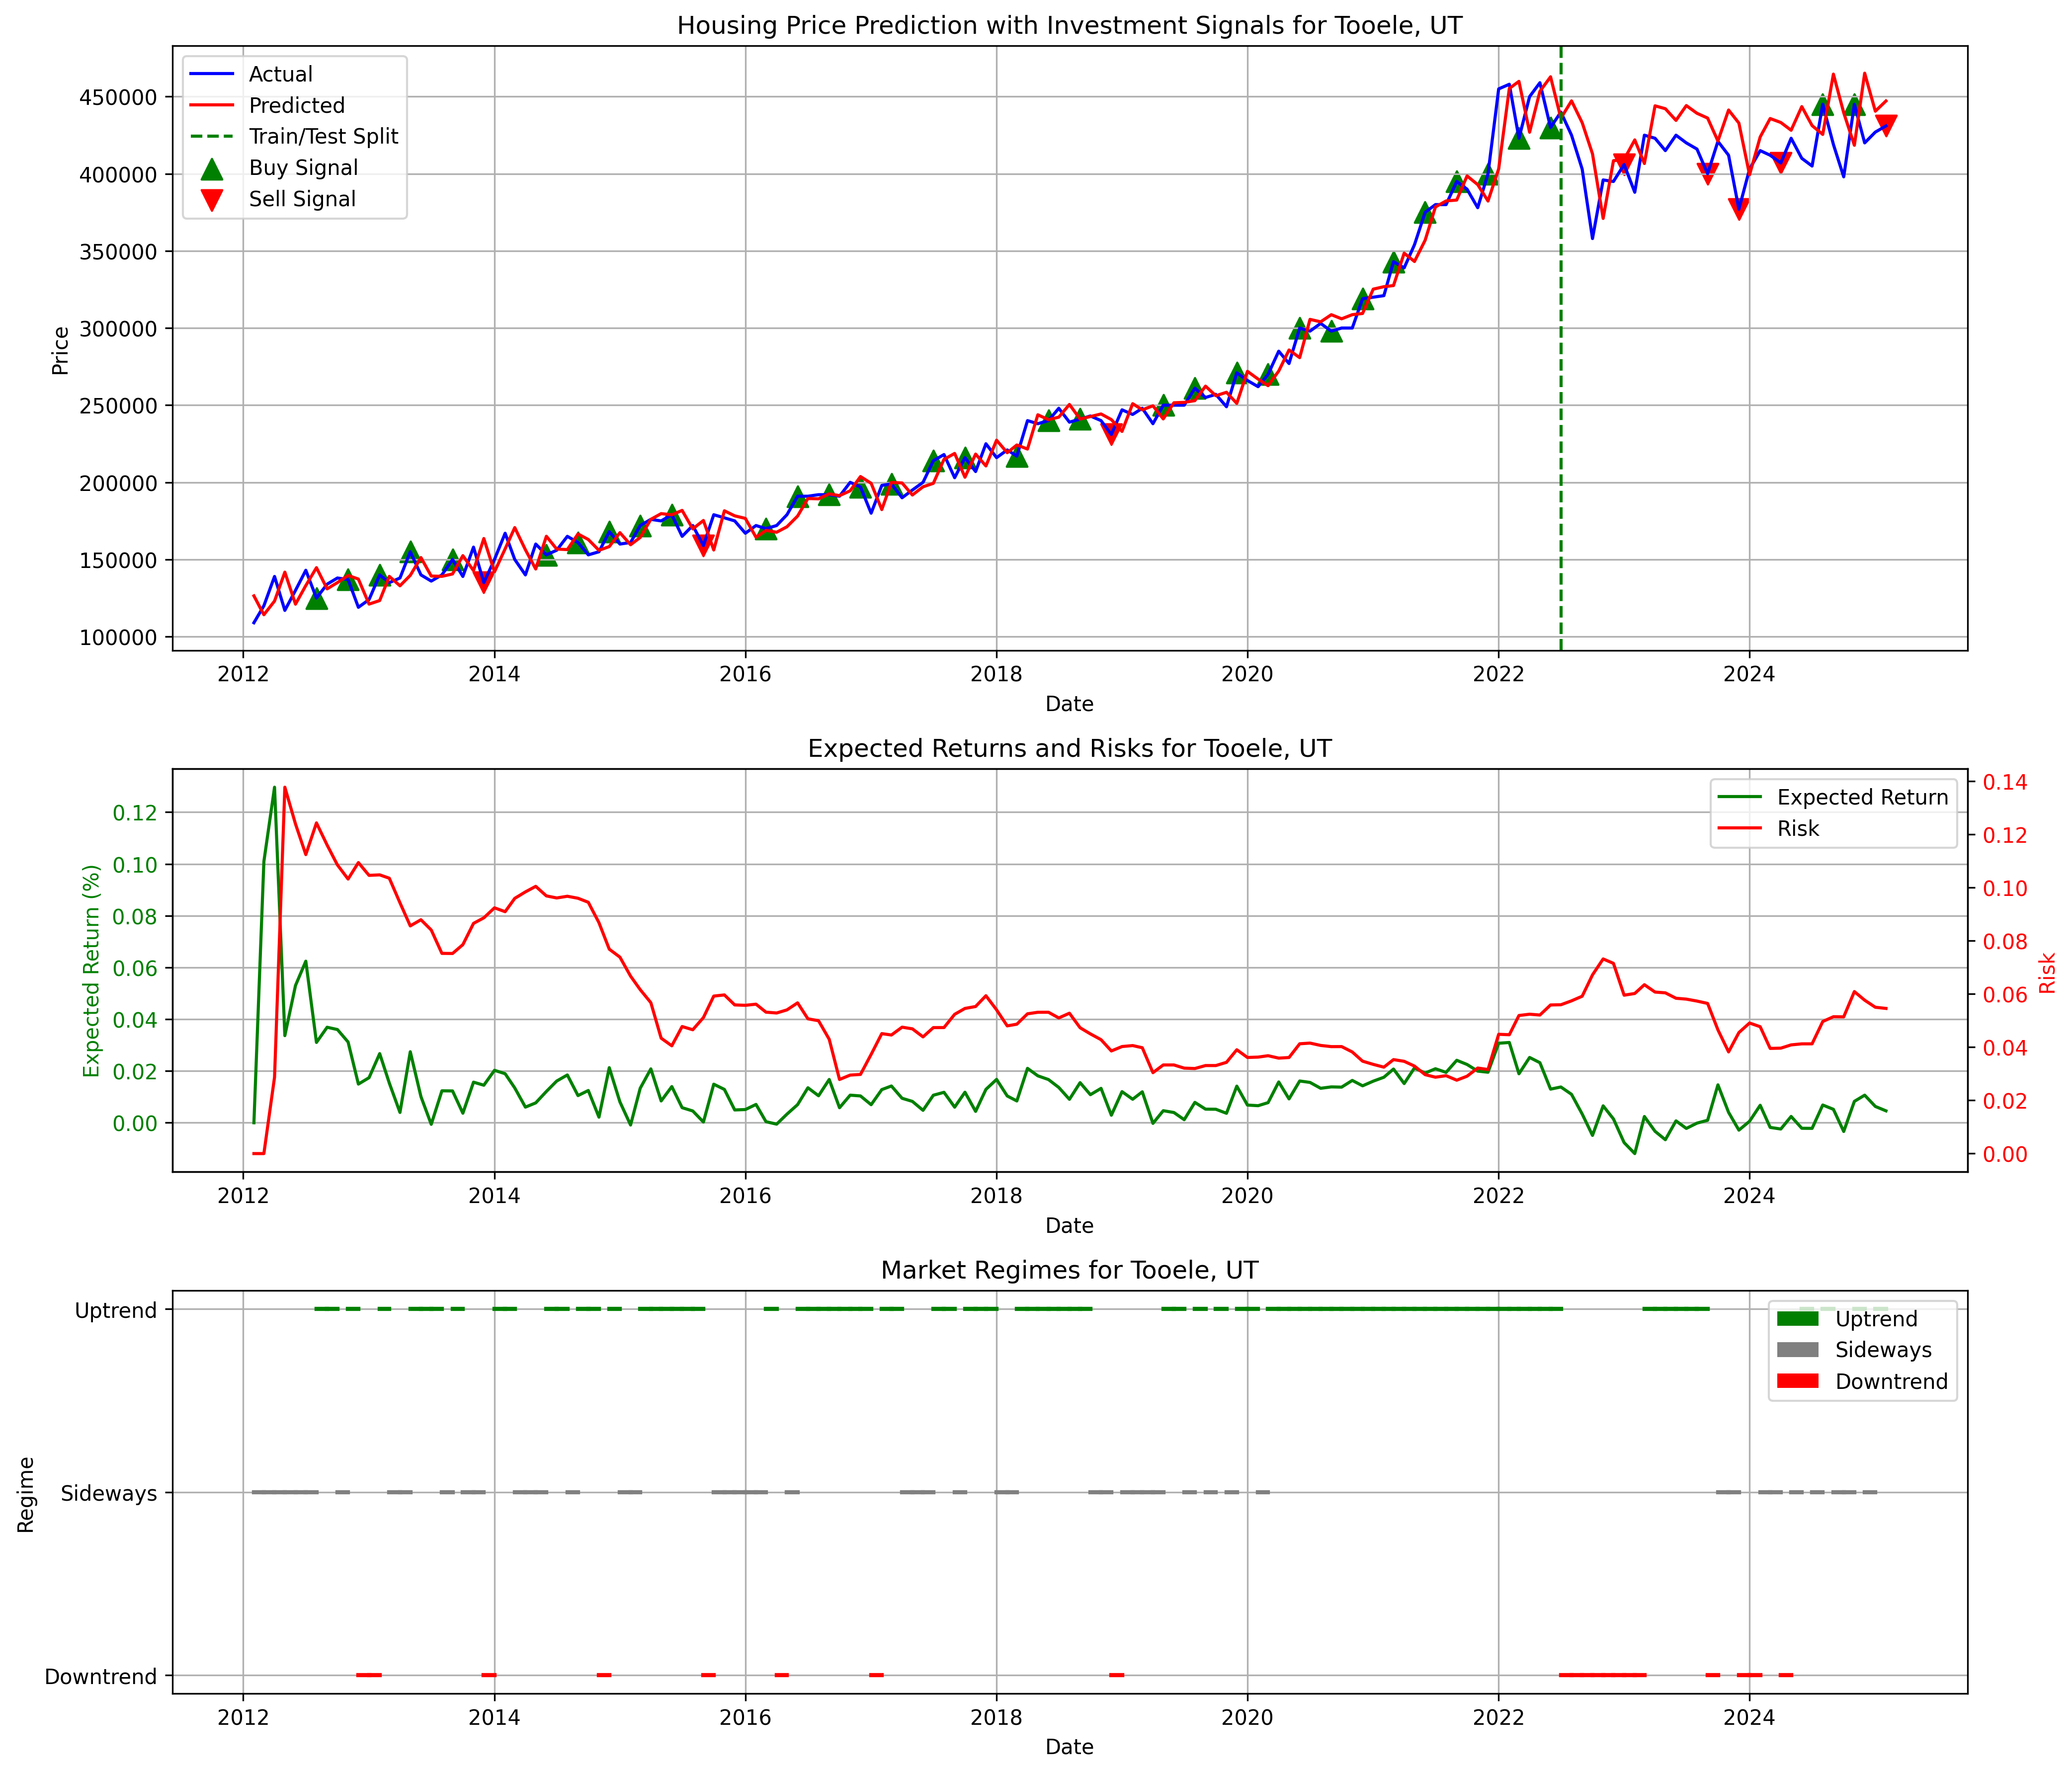 Housing Price Prediction with Investment Signals for Tooele, UT
Actual
Predicted
Train/Test Split
Buy Signal
Sell Signal
Price
450000
400000
350000
300000
250000
200000
150000
100000
2012
2014
2016
2018
2020
2022
2024
Date
Expected Returns and Risks for Tooele, UT
Expected Return
Risk
Expected Return (%)
0.12
0.10
0.08
0.06
0.04
0.02
0.00
Risk
0.14
0.12
0.10
0.08
0.06
0.04
0.02
0.00
2012
2014
2016
2018
2020
2022
2024
Date
Market Regimes for Tooele, UT
Uptrend
Sideways
Downtrend
Regime
Uptrend
Sideways
Downtrend
2012
2014
2016
2018
2020
2022
2024
Date